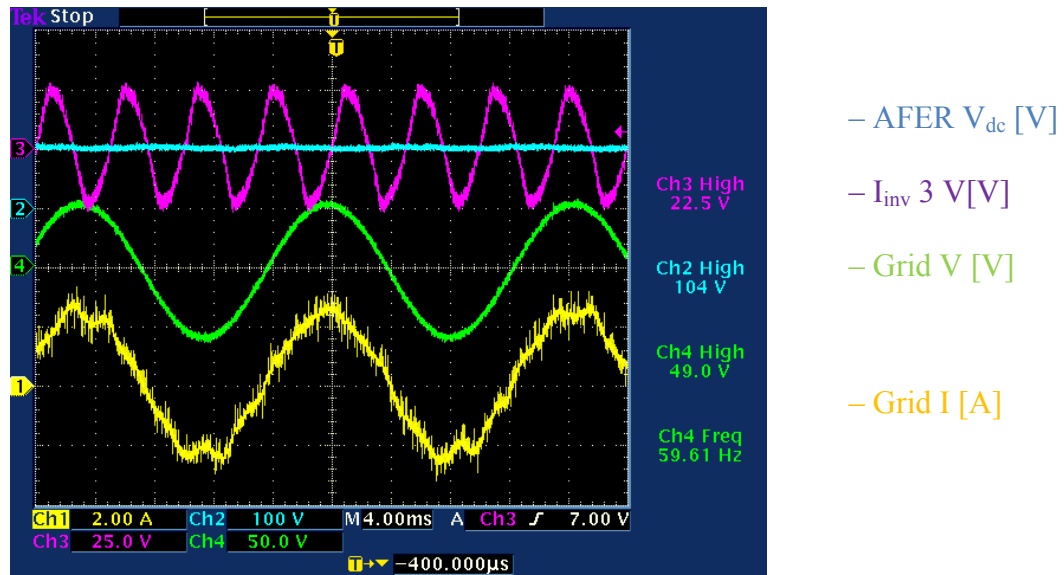 Tek Stop
T
T
3
2
4
1
Ch3 High
22.5 V
Ch2 High
104 V
Ch4 High
49.0 V
Ch4 Freq
59.61 Hz
Ch1 2.00 A Ch2 100 V M 4.00ms A Ch3 ʃ 7.00 V
Ch3 25.0 V Ch4 50.0 V
T→▼ −400.000µs
– AFER Vdc [V]
– Iinv 3 V[V]
– Grid V [V]
– Grid I [A]